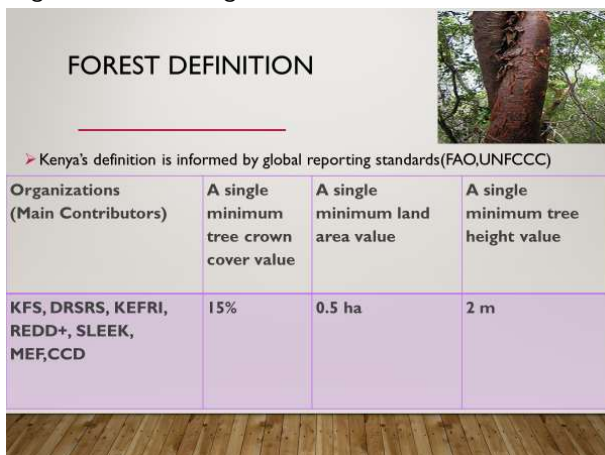 FOREST DEFINITION
➢Kenya's definition is informed by global reporting standards(FAO,UNFCCC)
Organizations
(Main Contributors)
A single
minimum
tree crown
cover value
A single
minimum land
area value
A single
minimum tree
height value
KFS, DRSRS, KEFRI,
REDD+, SLEEK,
MEF,CCD
15%
0.5 ha
2 m